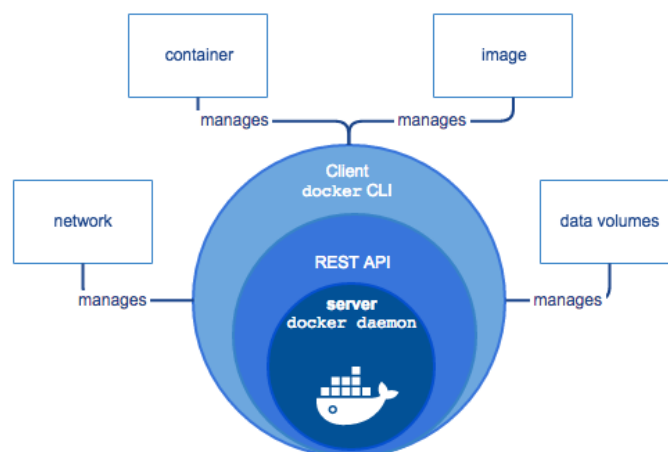 container
image
manages
manages
Client
docker CLI
network
data volumes
REST API
manages
server
manages
docker daemon